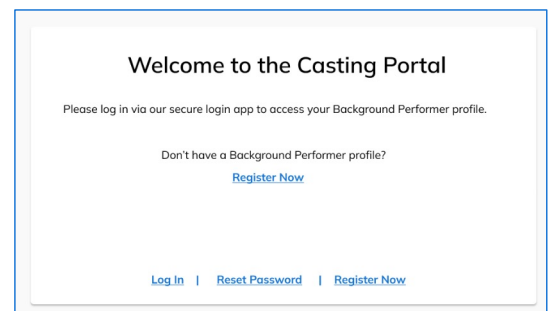 Welcome to the Casting Portal
Please log in via our secure login app to access your Background Performer profile.
Don't have a Background Performer profile?
Register Now
Log In | Reset Password | Register Now